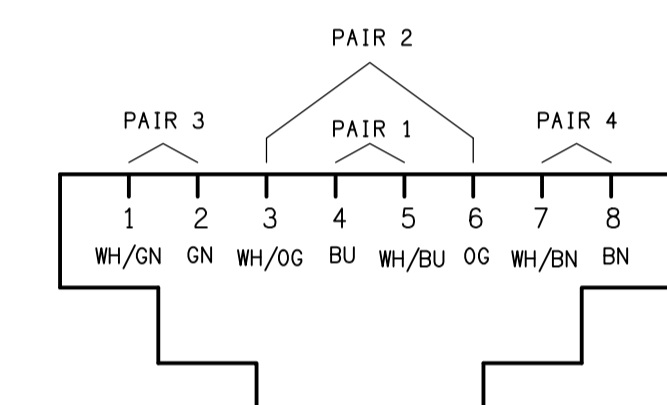 PAIR 2
PAIR 3 PAIR 1 PAIR 4
1 2 3 4 5 6 7 8
WH/GN GN WH/OG BU WH/BU OG WH/BN BN